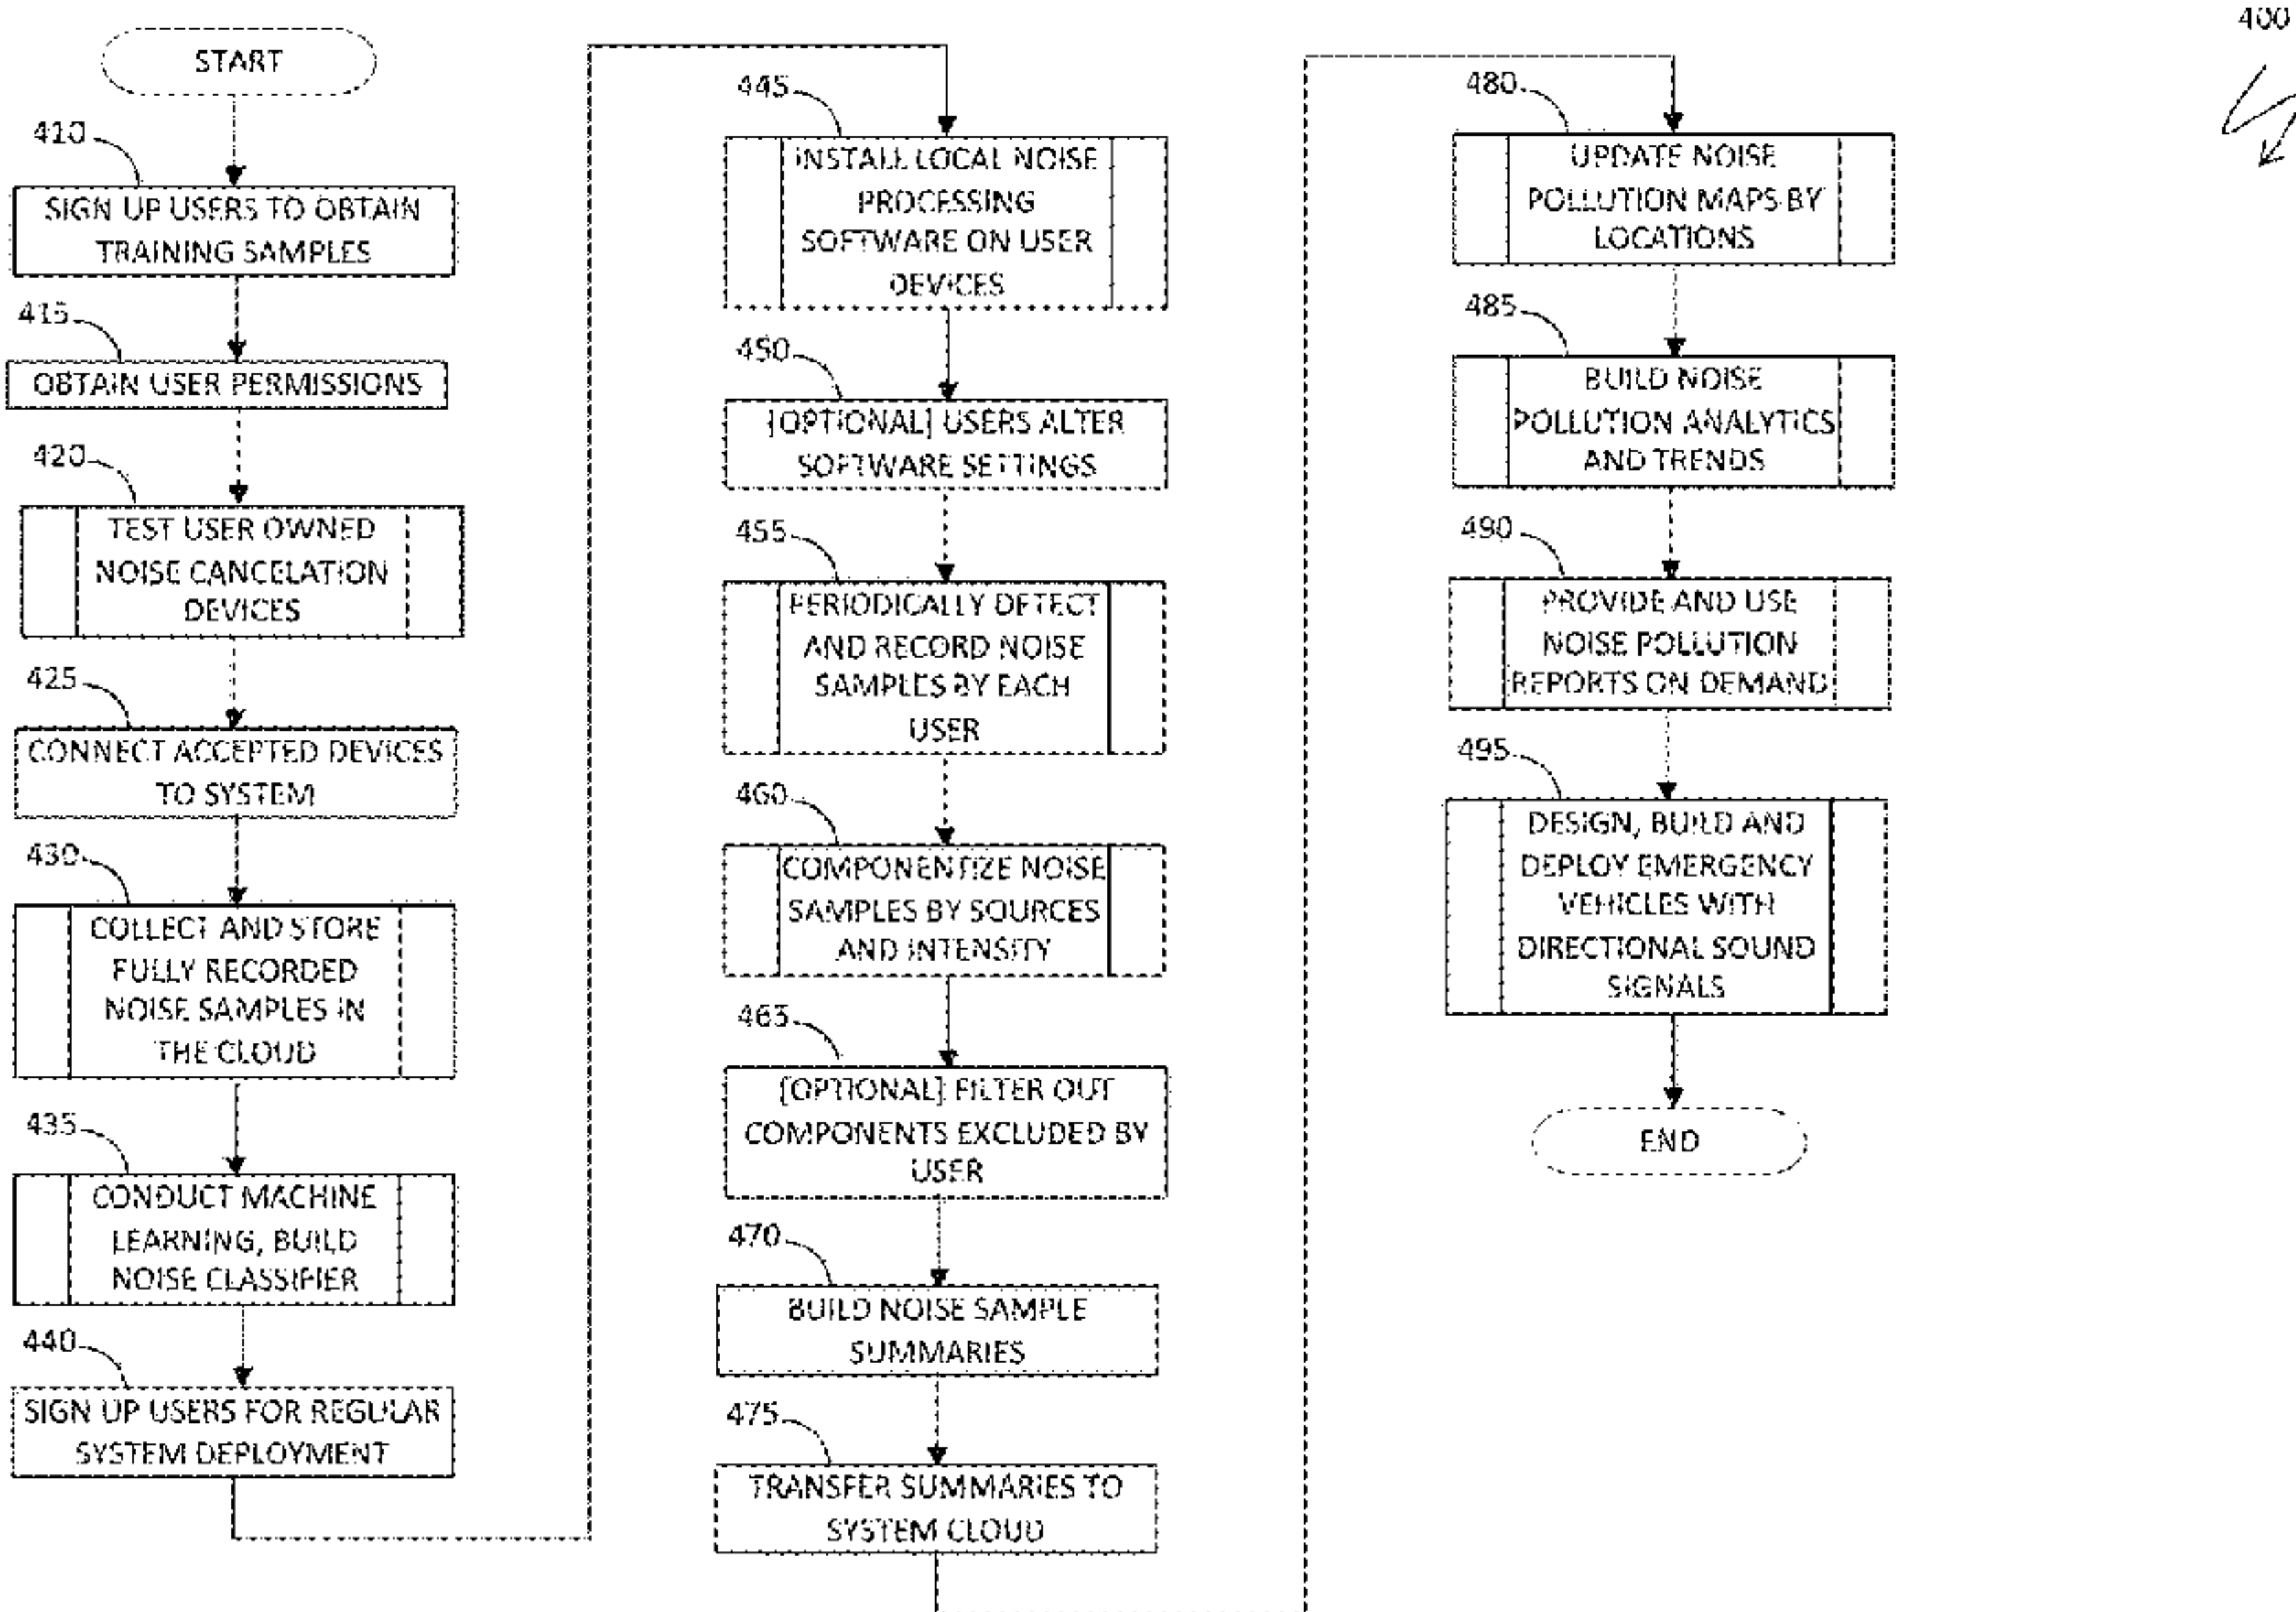 START
410
SIGN UP USERS TO OBTAIN
TRAINING SAMPLES
415
OBTAIN USER PERMISSIONS
420
TEST USER OWNED
NOISE CANCELATION
DEVICES
425
CONNECT ACCEPTED DEVICES
TO SYSTEM
430
COLLECT AND STORE
FULLY RECORDED
NOISE SAMPLES IN
THE CLOUD
435
CONDUCT MACHINE
LEARNING, BUILD
NOISE CLASSIFIER
440
SIGN UP USERS FOR REGULAR
SYSTEM DEPLOYMENT
445
INSTALL LOCAL NOISE
PROCESSING
SOFTWARE ON USER
DEVICES
450
[OPTIONAL] USERS ALTER
SOFTWARE SETTINGS
455
PERIODICALLY DETECT
AND RECORD NOISE
SAMPLES BY EACH
USER
460
COMPONENTIZE NOISE
SAMPLES BY SOURCES
AND INTENSITY
465
[OPTIONAL] FILTER OUT
COMPONENTS EXCLUDED BY
USER
470
BUILD NOISE SAMPLE
SUMMARIES
475
TRANSFER SUMMARIES TO
SYSTEM CLOUD
480
UPDATE NOISE
POLLUTION MAPS BY
LOCATIONS
485
BUILD NOISE
POLLUTION ANALYTICS
AND TRENDS
490
PROVIDE AND USE
NOISE POLLUTION
REPORTS ON DEMAND
495
DESIGN, BUILD AND
DEPLOY EMERGENCY
VEHICLES WITH
DIRECTIONAL SOUND
SIGNALS
END
400